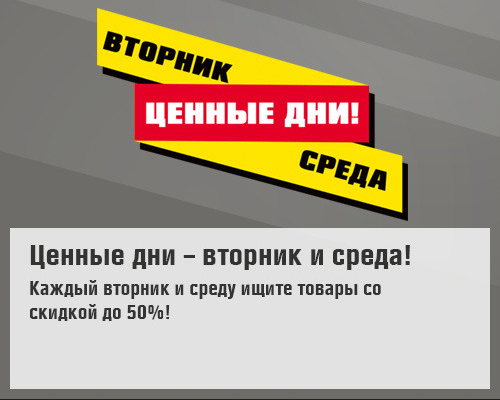 ВТОРНИК
ЦЕННЫЕ ДНИ!
СРЕДА
Ценные дни - вторник и среда!
Каждый вторник и среду ищите товары со
скидкой до 50%!